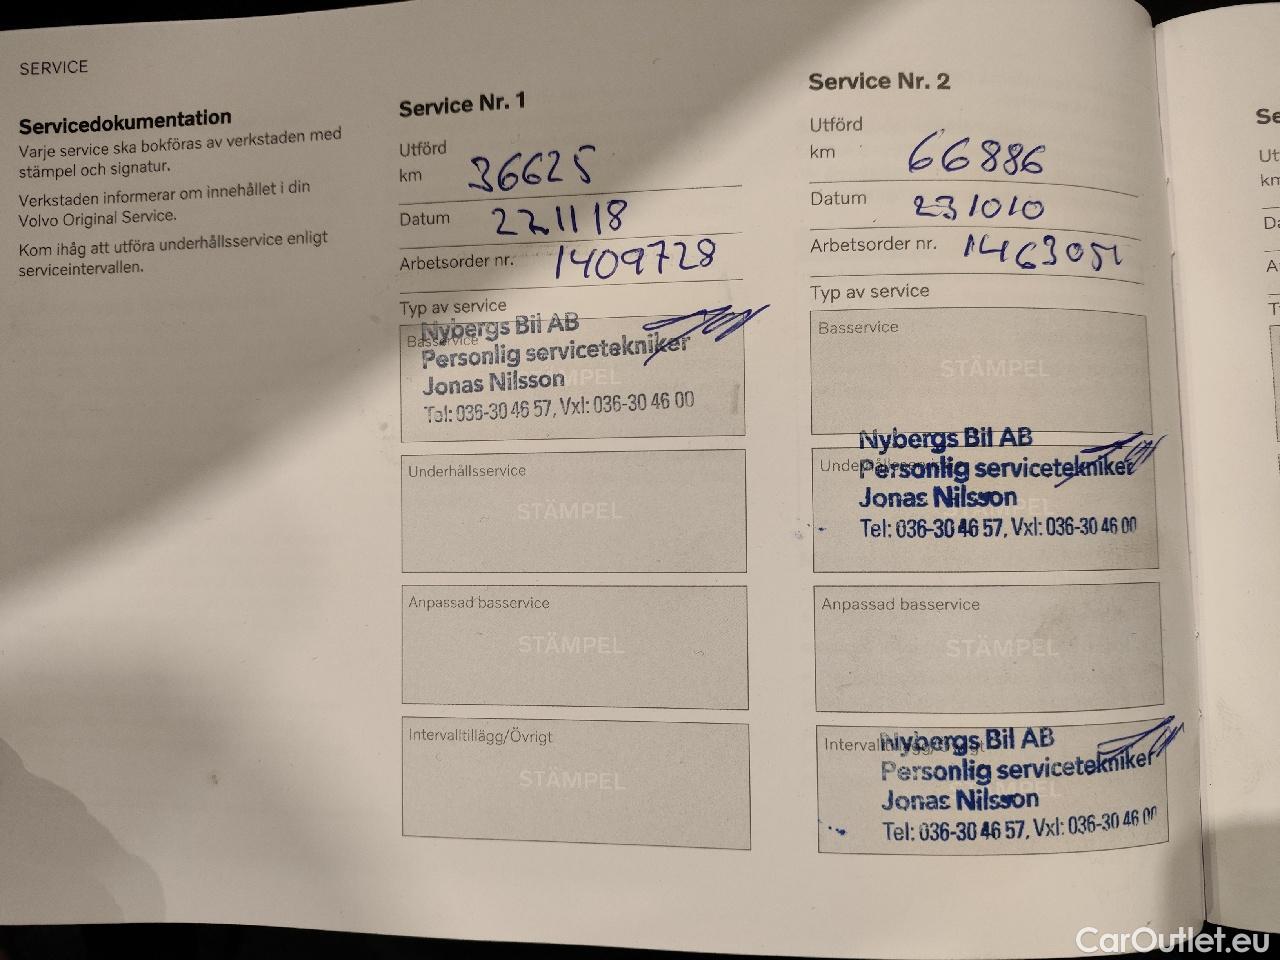 SERVICE
Servicedokumentation
Varje service ska bokföras av verkstaden med
stämpel och signatur.
Verkstaden informerar om innehållet i din
Volvo Original Service.
Kom ihåg att utföra underhållsservice enligt
serviceintervallen.
Service Nr. 1
Utförd
km 36625
Datum 221118
Arbetsorder nr. 1409728
Typ av service
Basservice
STÄMPEL
Nybergs Bil AB
Personlig servicetekniker
Jonas Nilsson
Tel: 036-30 46 57, Vxl: 036-30 46 00
Underhållsservice
STÄMPEL
Anpassad basservice
STÄMPEL
Intervalltillägg/Övrigt
STÄMPEL
Service Nr. 2
Utförd
km 66886
Datum 231010
Arbetsorder nr. 1463051
Typ av service
Basservice
STÄMPEL
Nybergs Bil AB
Personlig servicetekniker
Jonas Nilsson
Tel: 036-30 46 57, Vxl: 036-30 46 00
Anpassad basservice
STÄMPEL
Nybergs Bil AB
Personlig servicetekniker
Jonas Nilsson
Tel: 036-30 46 57, Vxl: 036-30 46 00
CarOutlet.eu